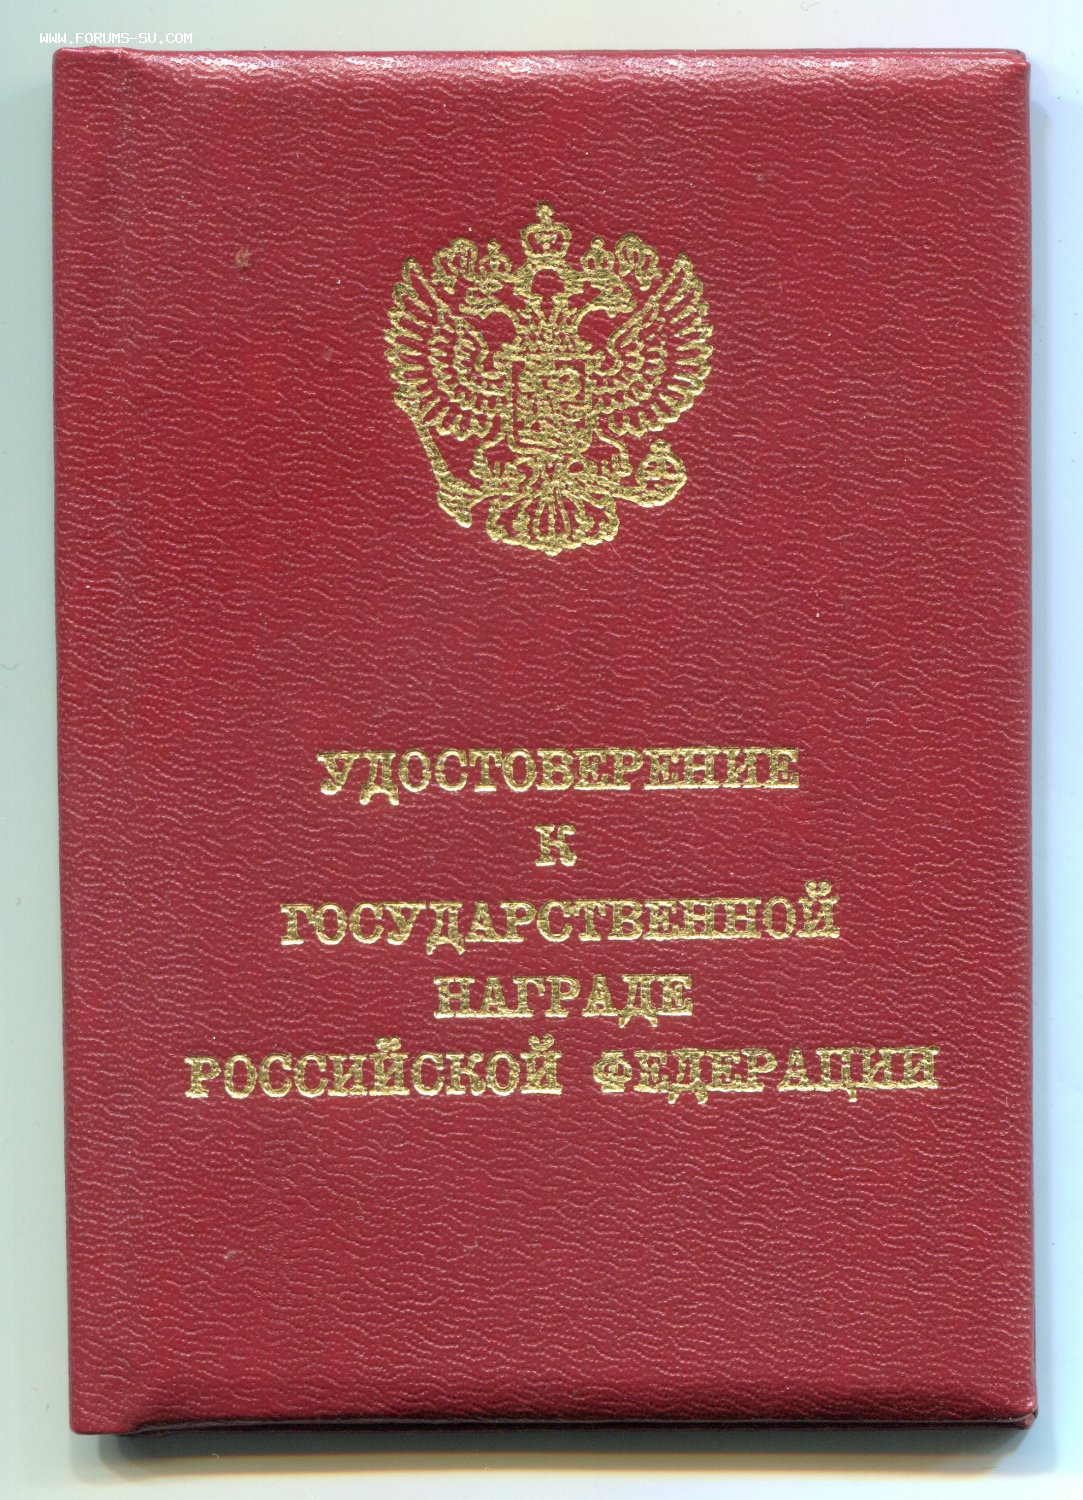 WWW.FORUMS-SU.COM
УДОСТОВЕРЕНИЕ
К
ГОСУДАРСТВЕННОЙ
НАГРАДЕ
РОССИЙСКОЙ ФЕДЕРАЦИИ